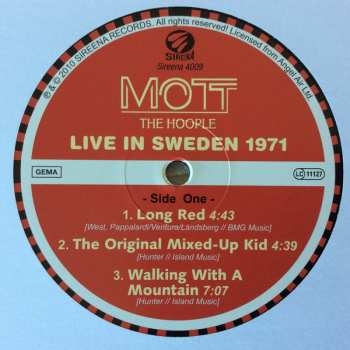 ℗ & © 2010 SIREENA RECORDS. All rights reserved! Licensed from Angel Air Ltd.
Sireena 4009
MOTT
THE HOOPLE
LIVE IN SWEDEN 1971
GEMA
LC 11127
- Side One -
1. Long Red 4:43
[West, Pappalardi/Ventura/Landsberg // BMG Music]
2. The Original Mixed-Up Kid 4:39
[Hunter // Island Music]
3. Walking With A
Mountain 7:07
[Hunter // Island Music]